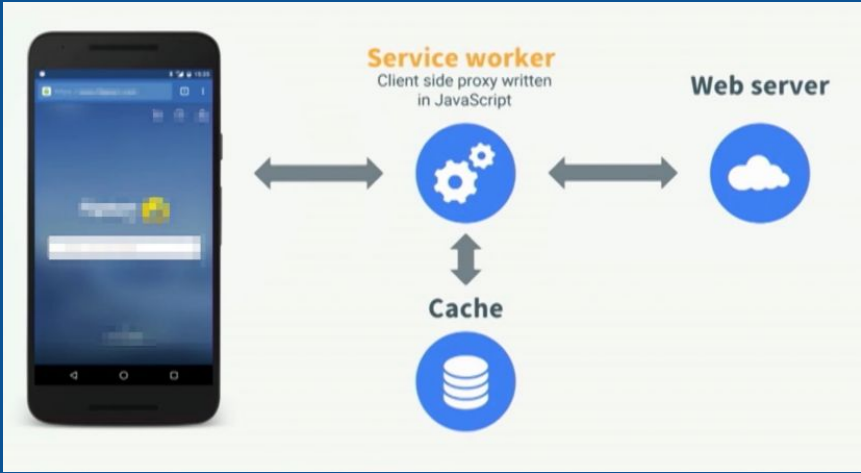 Service worker
Client side proxy written
in JavaScript
Web server
Cache